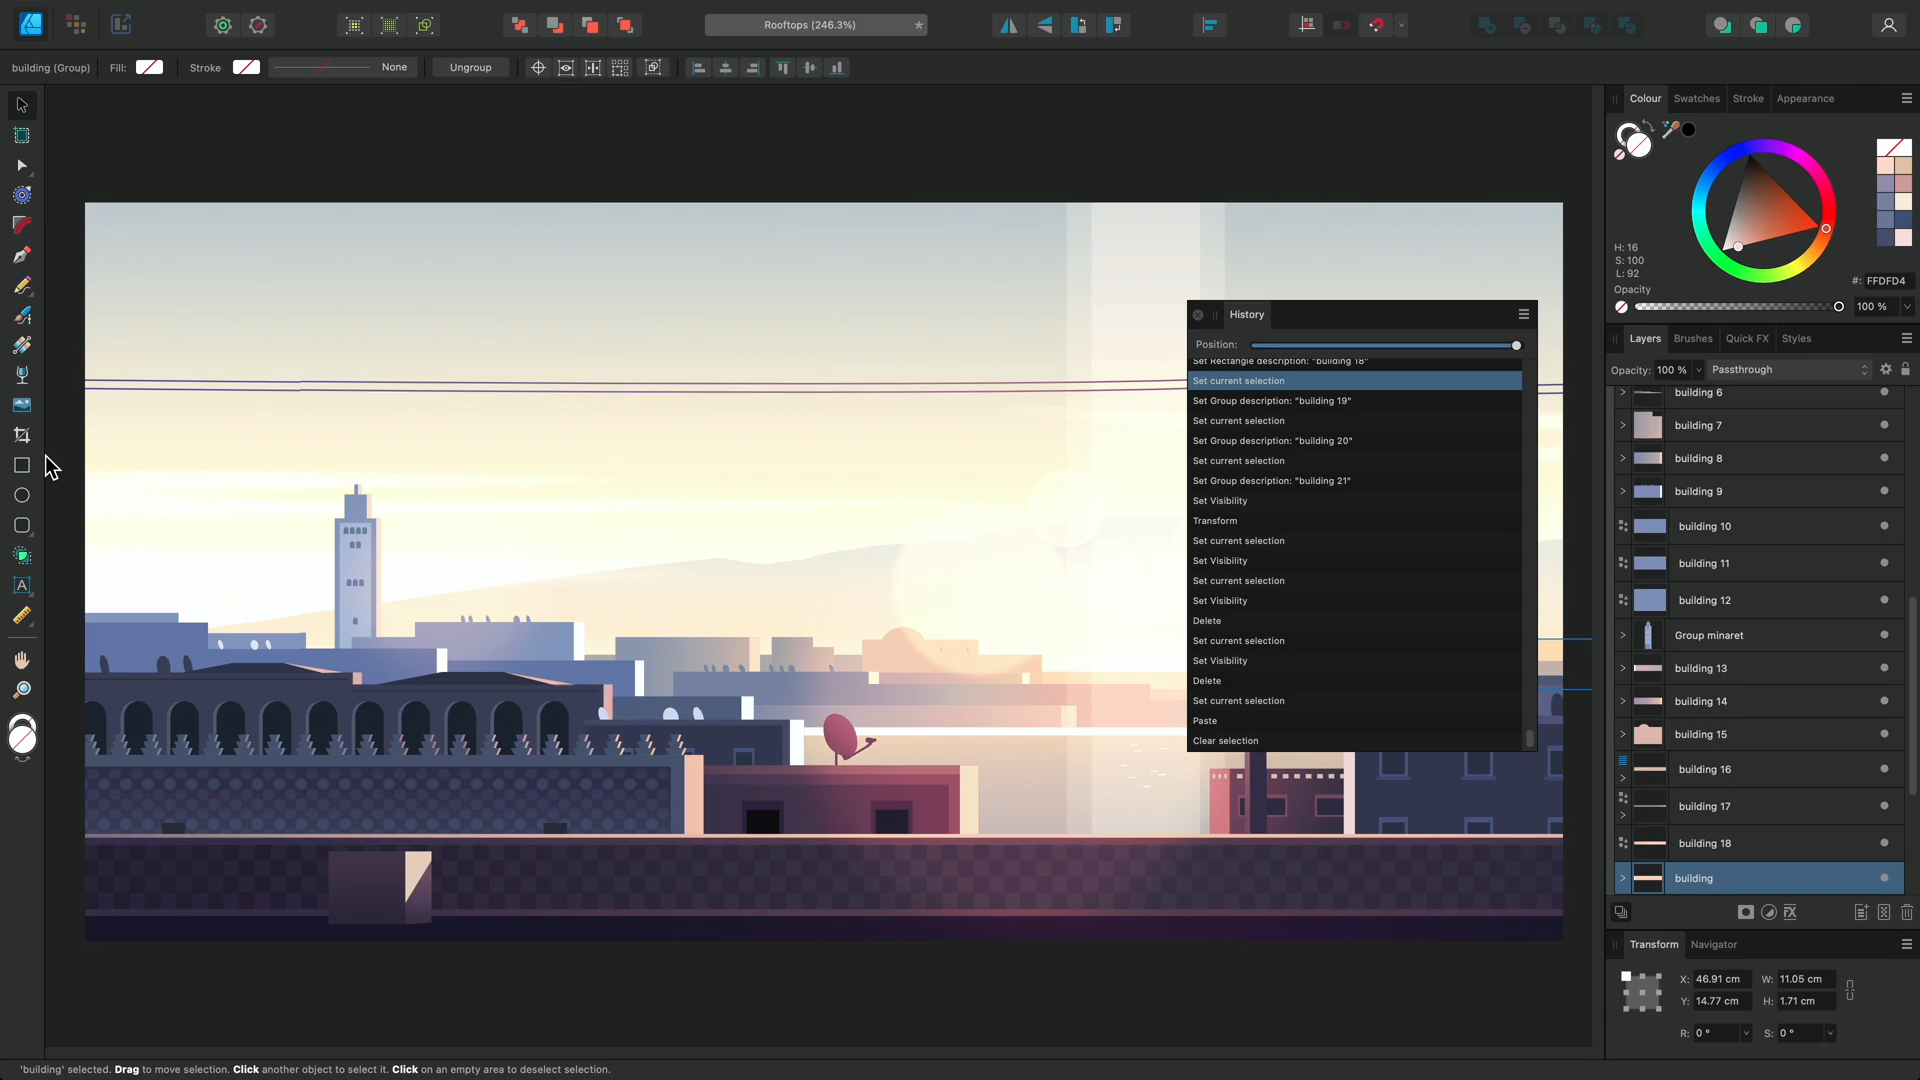 Rooftops (246.3%)
*
building (Group)
Fill:
Stroke
None
Ungroup
Colour
Swatches
Stroke
Appearance
H: 16
S: 100
L: 92
#: FFDFD4
Opacity
100 %
Layers
Brushes
Quick FX
Styles
Opacity: 100 %
Passthrough
building 6
building 7
building 8
building 9
building 10
building 11
building 12
Group minaret
building 13
building 14
building 15
building 16
building 17
building 18
building
Transform
Navigator
X: 46.91 cm
W: 11.05 cm
Y: 14.77 cm
H: 1.71 cm
R: 0 °
S: 0 °
History
Position:
Set Rectangle description: "building 18"
Set current selection
Set Group description: "building 19"
Set current selection
Set Group description: "building 20"
Set current selection
Set Group description: "building 21"
Set Visibility
Transform
Set current selection
Set Visibility
Set current selection
Set Visibility
Delete
Set current selection
Set Visibility
Delete
Set current selection
Paste
Clear selection
A
'building' selected. Drag to move selection. Click another object to select it. Click on an empty area to deselect selection.